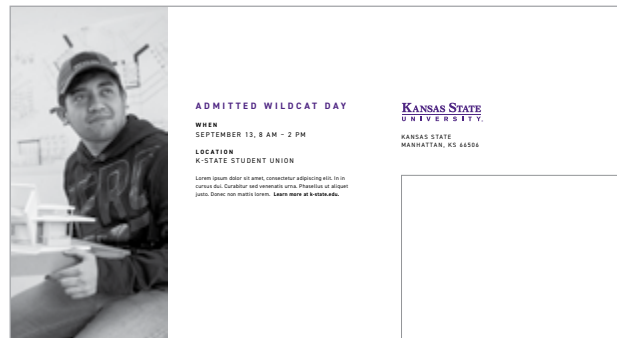 ADMITTED WILDCAT DAY
WHEN
SEPTEMBER 13, 8 AM – 2 PM
LOCATION
K-STATE STUDENT UNION
Lorem ipsum dolor sit amet, consectetur adipiscing elit. In in
cursus dui. Curabitur sed venenatis urna. Phasellus ut aliquet
justo. Donec non mattis lorem. Learn more at k-state.edu.
KANSAS STATE
UNIVERSITY.
KANSAS STATE
MANHATTAN, KS 66506